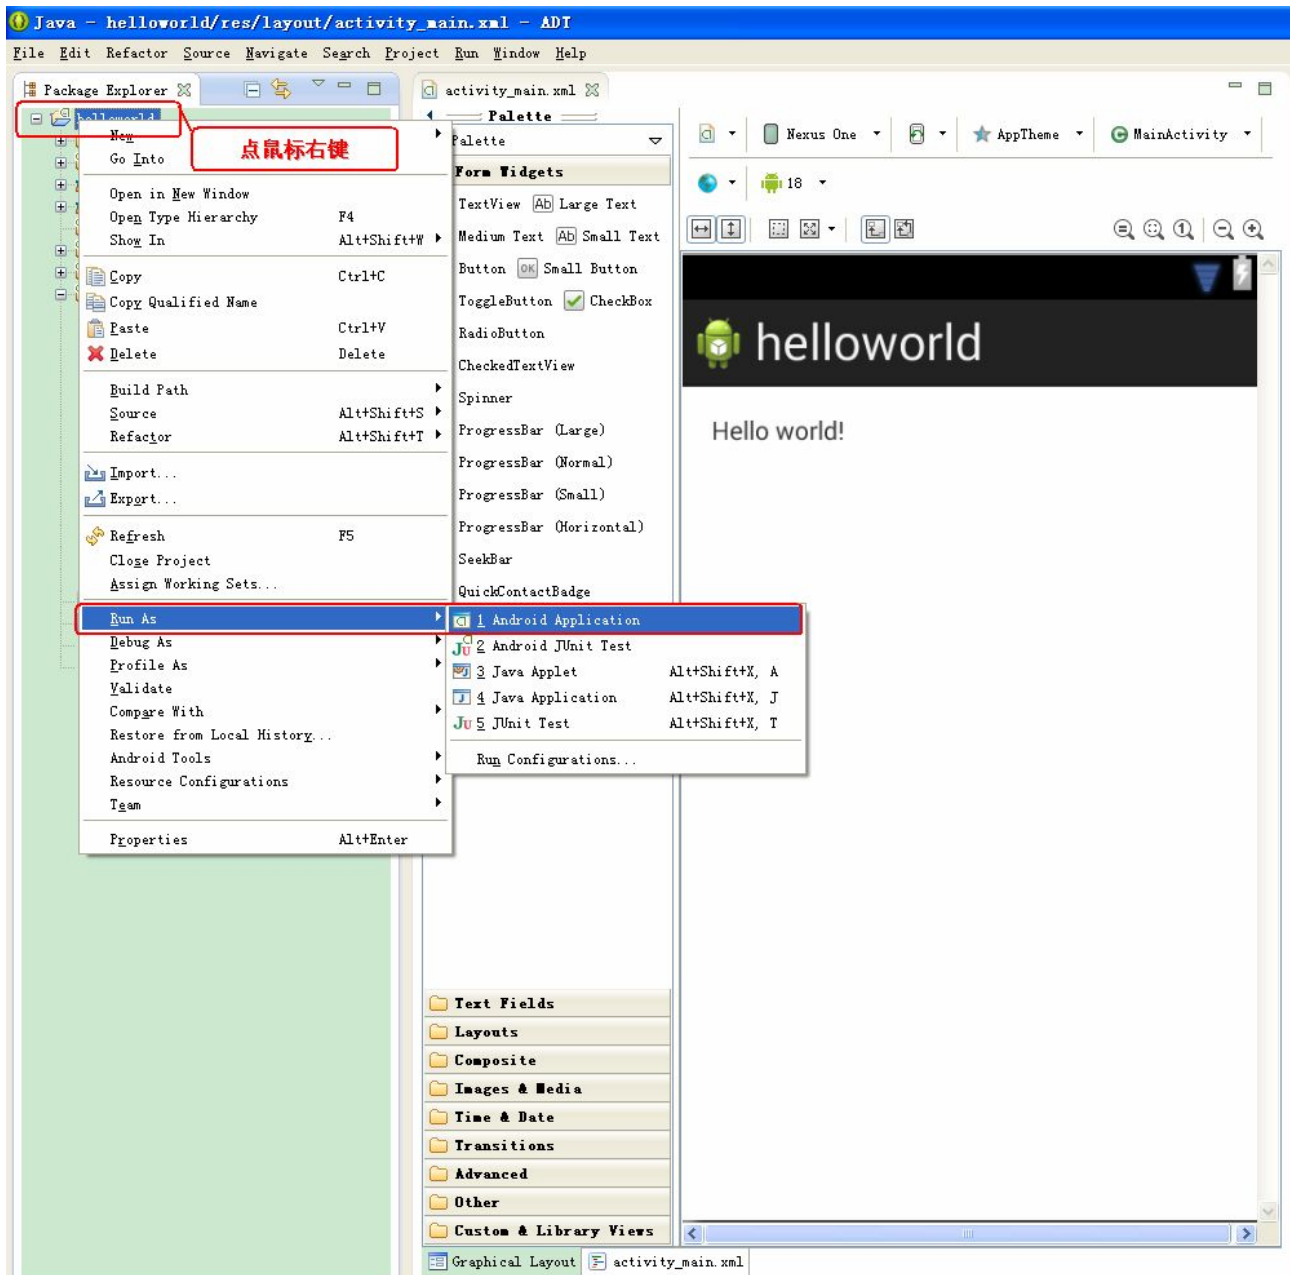 Java - helloworld/res/layout/activity_main.xml - ADT
File Edit Refactor Source Navigate Search Project Run Window Help
Package Explorer
activity_main.xml
helloworld
点鼠标右键
New
Go Into
Open in New Window
Open Type Hierarchy F4
Show In Alt+Shift+W
Copy Ctrl+C
Copy Qualified Name
Paste Ctrl+V
Delete Delete
Build Path
Source Alt+Shift+S
Refactor Alt+Shift+T
Import...
Export...
Refresh F5
Close Project
Assign Working Sets...
Run As
Debug As
Profile As
Validate
Compare With
Restore from Local History...
Android Tools
Resource Configurations
Team
Properties Alt+Enter
1 Android Application
2 Android JUnit Test
3 Java Applet Alt+Shift+X, A
4 Java Application Alt+Shift+X, J
5 JUnit Test Alt+Shift+X, T
Run Configurations...
Palette
Palette
Form Widgets
TextView Ab Large Text
Medium Text Ab Small Text
Button OK Small Button
ToggleButton CheckBox
RadioButton
CheckedTextView
Spinner
ProgressBar (Large)
ProgressBar (Normal)
ProgressBar (Small)
ProgressBar (Horizontal)
SeekBar
QuickContactBadge
Text Fields
Layouts
Composite
Images & Media
Time & Date
Transitions
Advanced
Other
Custom & Library Views
Graphical Layout activity_main.xml
Nexus One AppTheme MainActivity
18
helloworld
Hello world!